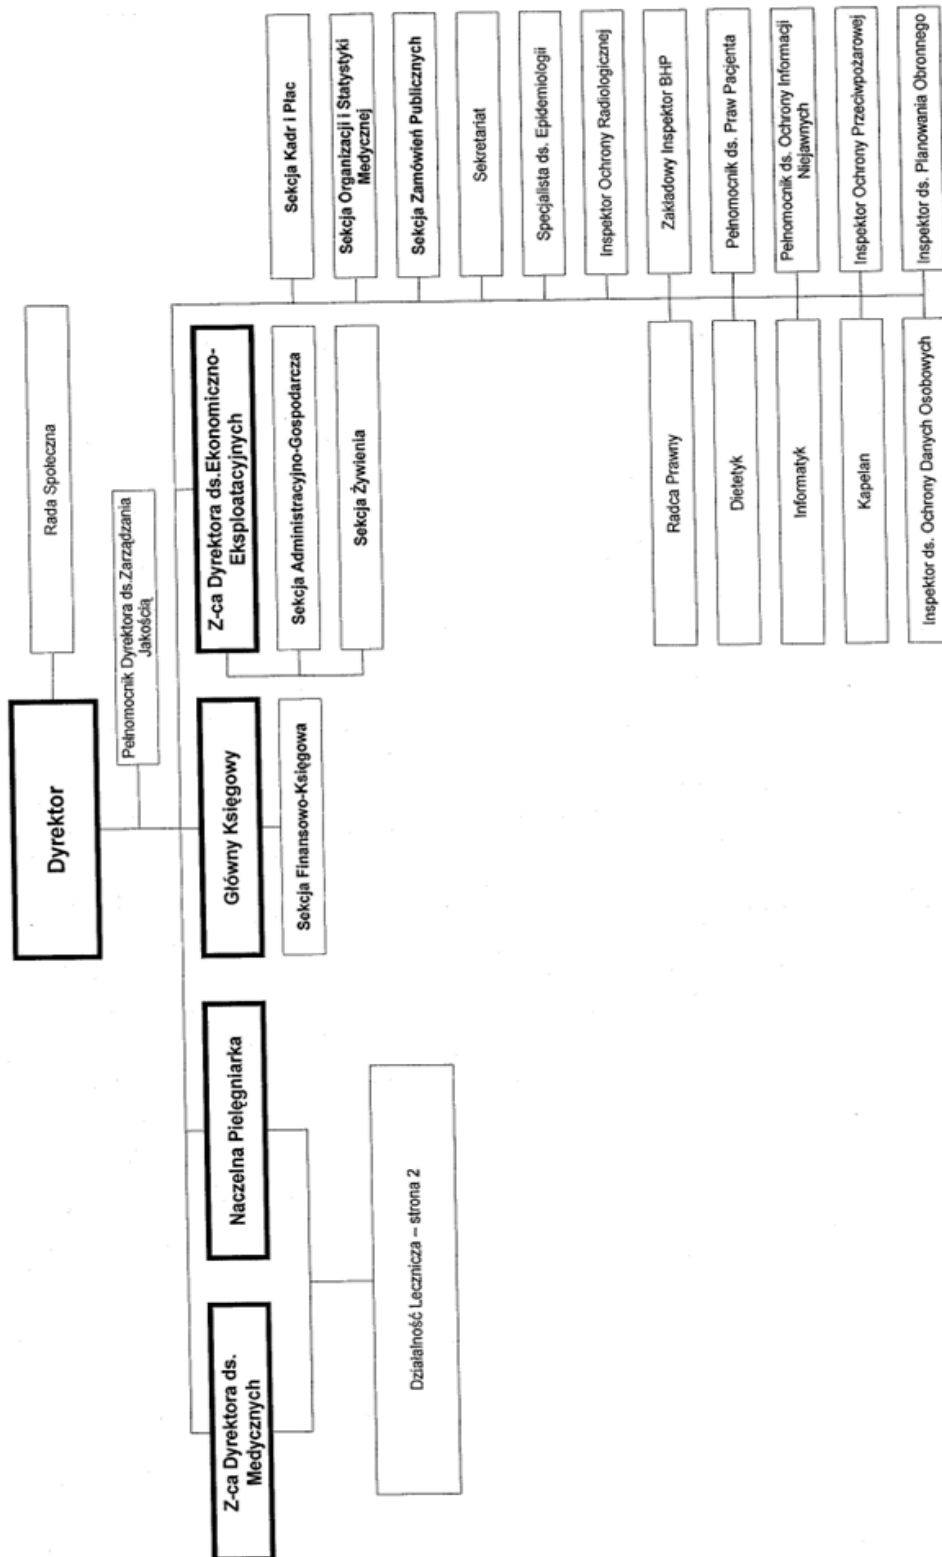 Dyrektor
Rada Społeczna
Pełnomocnik Dyrektora ds.Zarządzania
Jakością
Z-ca Dyrektora ds.
Medycznych
Naczelna Pielęgniarka
Główny Księgowy
Z-ca Dyrektora ds.Ekonomiczno-
Eksploatacyjnych
Sekcja Finansowo-Księgowa
Sekcja Administracyjno-Gospodarcza
Sekcja Żywienia
Działalność Lecznicza – strona 2
Sekcja Kadr i Płac
Sekcja Organizacji i Statystyki
Medycznej
Sekcja Zamówień Publicznych
Sekretariat
Specjalista ds. Epidemiologii
Inspektor Ochrony Radiologicznej
Radca Prawny
Zakładowy Inspektor BHP
Dietetyk
Pełnomocnik ds. Praw Pacjenta
Informatyk
Pełnomocnik ds. Ochrony Informacji
Niejawnych
Kapelan
Inspektor Ochrony Przeciwpożarowej
Inspektor ds. Ochrony Danych Osobowych
Inspektor ds. Planowania Obronnego